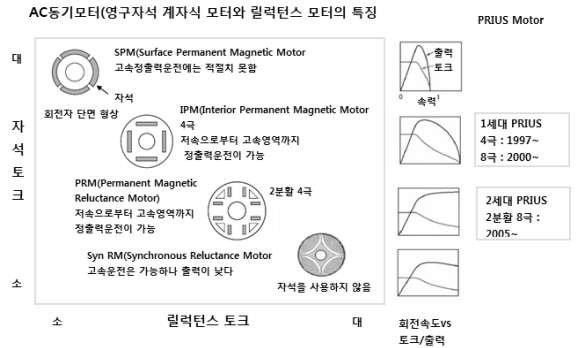 AC동기모터(영구자석 계자식 모터와 릴럭턴스 모터의 특징
PRIUS Motor
대
자
석
토
크
소
SPM(Surface Permanent Magnetic Motor
고속정출력운전에는 적절치 못함
자석
회전자 단면 형상
IPM(Interior Permanent Magnetic Motor
4극
저속으로부터 고속영역까지
정출력운전이 가능
PRM(Permanent Magnetic
Reluctance Motor)
저속으로부터 고속영역까지
정출력운전이 가능
2분활 4극
Syn RM(Synchronous Reluctance Motor
고속운전은 가능하나 출력이 낮다
자석을 사용하지 않음
소
릴럭턴스 토크
대
출력
토크
0
속력
3
1세대 PRIUS
4극 : 1997~
8극 : 2000~
2세대 PRIUS
2분활 8극 :
2005~
회전속도vs
토크/출력